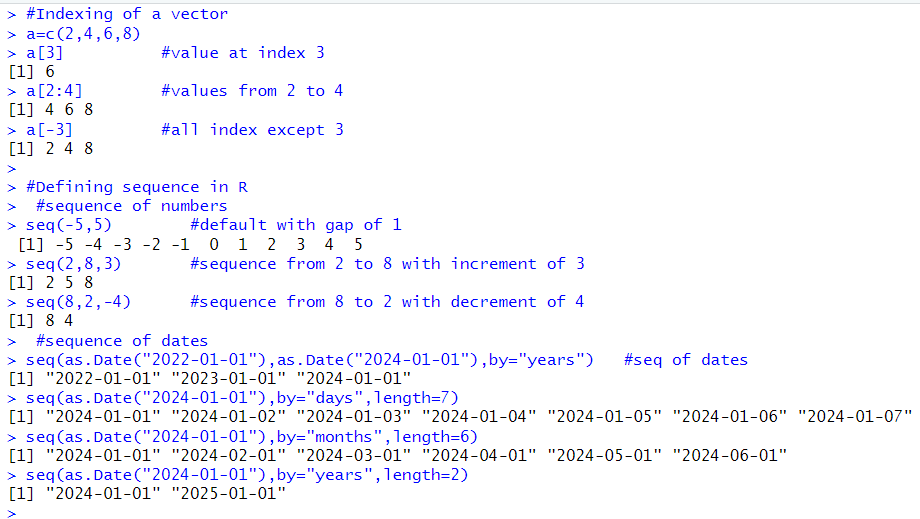 > #Indexing of a vector
> a=c(2,4,6,8)
> a[3]          #value at index 3
[1] 6
> a[2:4]        #values from 2 to 4
[1] 4 6 8
> a[-3]         #all index except 3
[1] 2 4 8
>
> #Defining sequence in R
>  #sequence of numbers
> seq(-5,5)        #default with gap of 1
 [1] -5 -4 -3 -2 -1  0  1  2  3  4  5
> seq(2,8,3)       #sequence from 2 to 8 with increment of 3
[1] 2 5 8
> seq(8,2,-4)      #sequence from 8 to 2 with decrement of 4
[1] 8 4
>  #sequence of dates
> seq(as.Date("2022-01-01"),as.Date("2024-01-01"),by="years")   #seq of dates
[1] "2022-01-01" "2023-01-01" "2024-01-01"
> seq(as.Date("2024-01-01"),by="days",length=7)
[1] "2024-01-01" "2024-01-02" "2024-01-03" "2024-01-04" "2024-01-05" "2024-01-06" "2024-01-07"
> seq(as.Date("2024-01-01"),by="months",length=6)
[1] "2024-01-01" "2024-02-01" "2024-03-01" "2024-04-01" "2024-05-01" "2024-06-01"
> seq(as.Date("2024-01-01"),by="years",length=2)
[1] "2024-01-01" "2025-01-01"
>